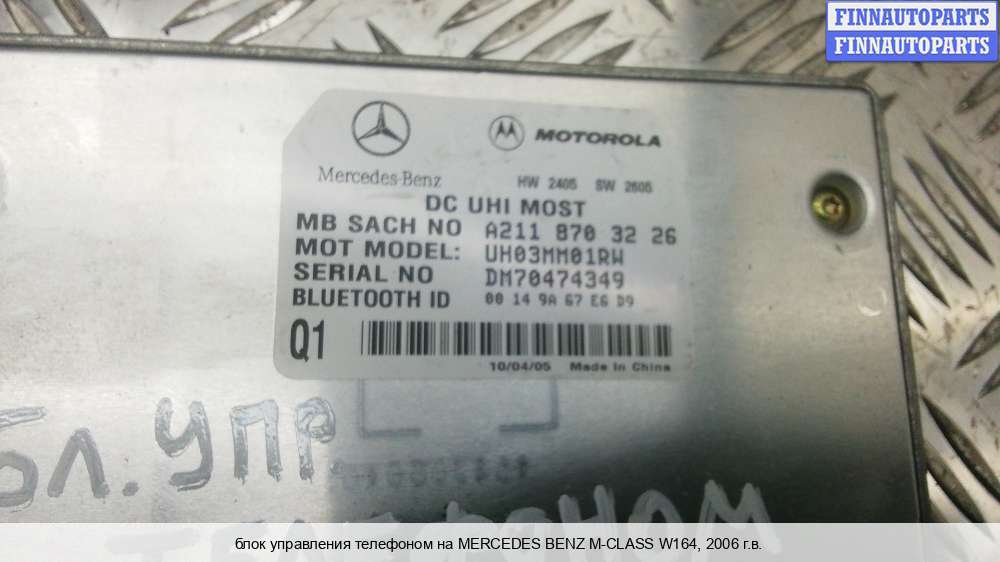 FINNAUTOPARTS
FINNAUTOPARTS
MOTOROLA
Mercedes-Benz
HW 2405 SW 2605
DC UHI MOST
MB SACH NO A211 870 32 26
MOT MODEL: UH03MM01RW
SERIAL NO DM70474349
BLUETOOTH ID 00 14 9A 67 E6 D9
Q1
10/04/05 Made In China
бл. УПР.
ТЕЛЕФОНОМ
блок управления телефоном на MERCEDES BENZ M-CLASS W164, 2006 г.в.